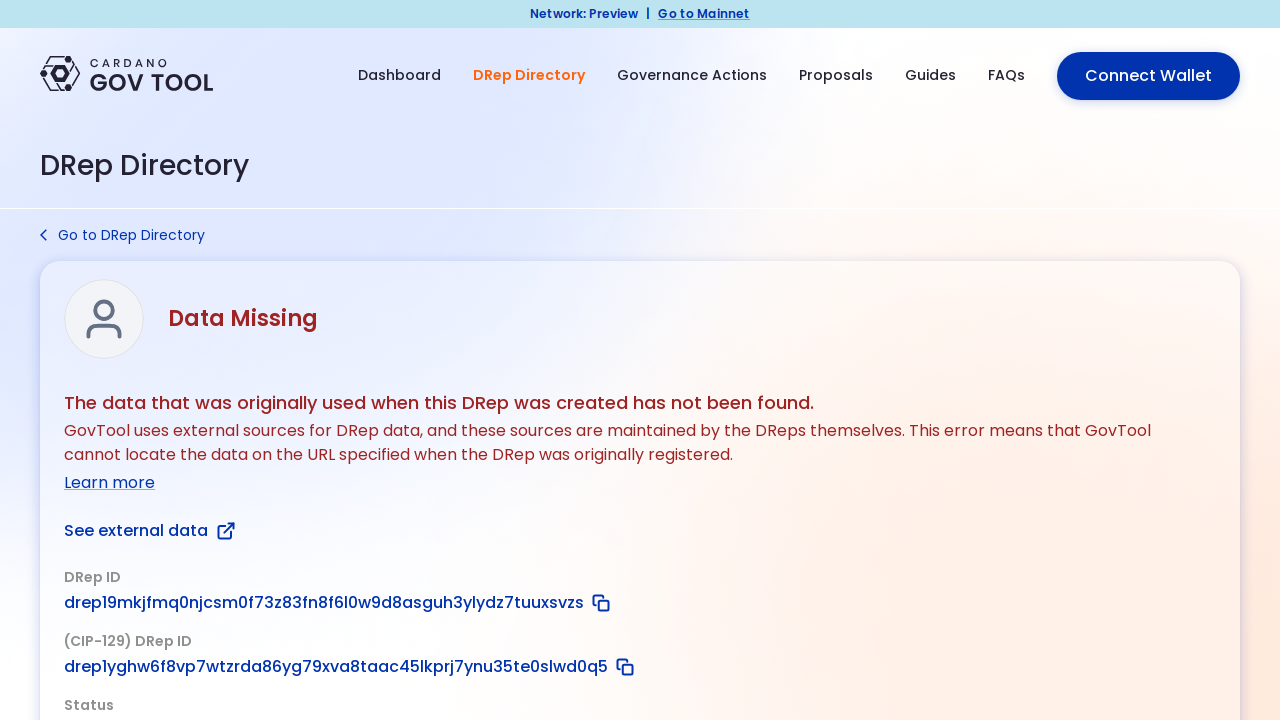 Network: Preview | Go to Mainnet
CARDANO
GOV TOOL
Dashboard
DRep Directory
Governance Actions
Proposals
Guides
FAQs
Connect Wallet
DRep Directory
Go to DRep Directory
Data Missing
The data that was originally used when this DRep was created has not been found.
GovTool uses external sources for DRep data, and these sources are maintained by the DReps themselves. This error means that GovTool
cannot locate the data on the URL specified when the DRep was originally registered.
Learn more
See external data
DRep ID
drep19mkjfmq0njcsm0f73z83fn8f6l0w9d8asguh3ylydz7tuuxsvzs
(CIP-129) DRep ID
drep1yghw6f8vp7wtzrda86yg79xva8taac45lkprj7ynu35te0slwd0q5
Status